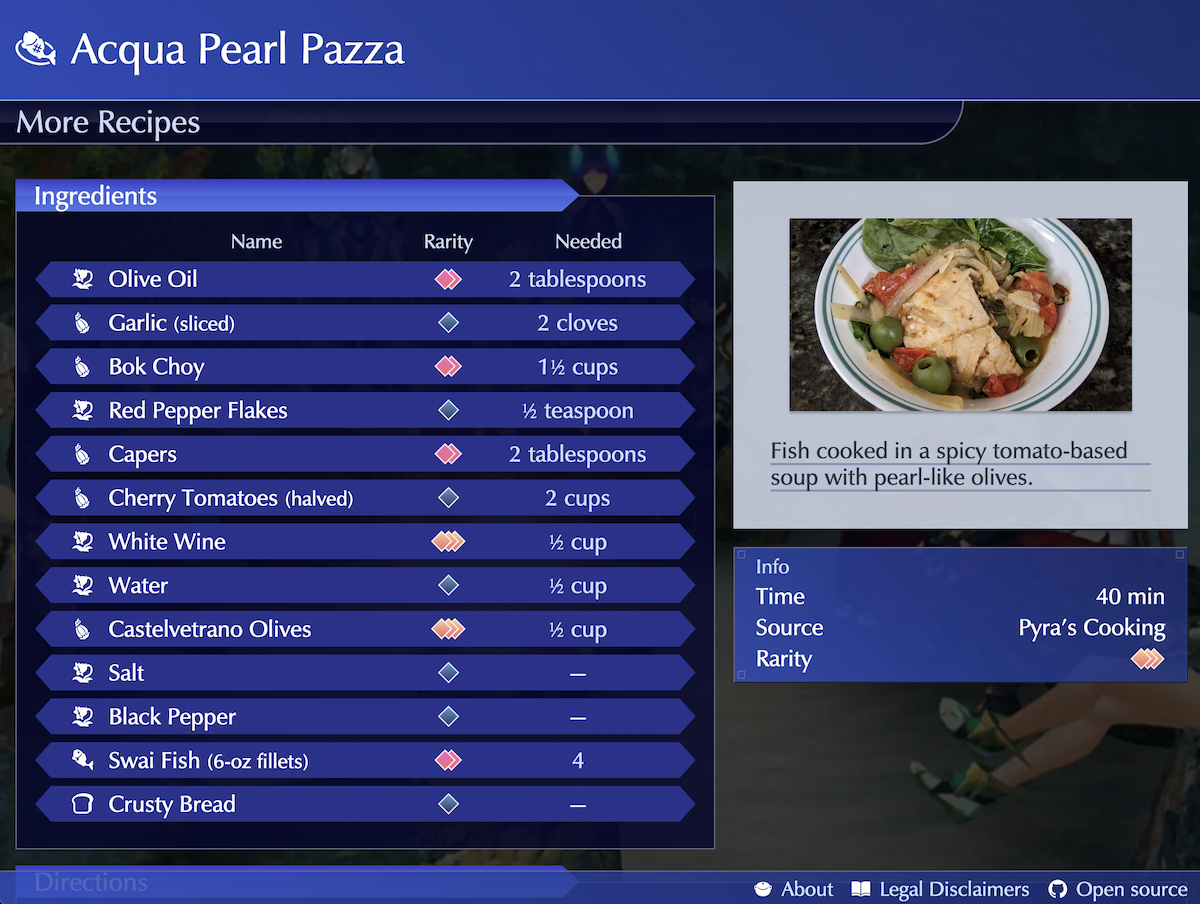 Acqua Pearl Pazza
More Recipes
Ingredients
Name Rarity Needed
Olive Oil 2 tablespoons
Garlic (sliced) 2 cloves
Bok Choy 1½ cups
Red Pepper Flakes ½ teaspoon
Capers 2 tablespoons
Cherry Tomatoes (halved) 2 cups
White Wine ½ cup
Water ½ cup
Castelvetrano Olives ½ cup
Salt —
Black Pepper —
Swai Fish (6-oz fillets) 4
Crusty Bread —
Fish cooked in a spicy tomato-based
soup with pearl-like olives.
Info
Time 40 min
Source Pyra’s Cooking
Rarity
Directions
About Legal Disclaimers Open source